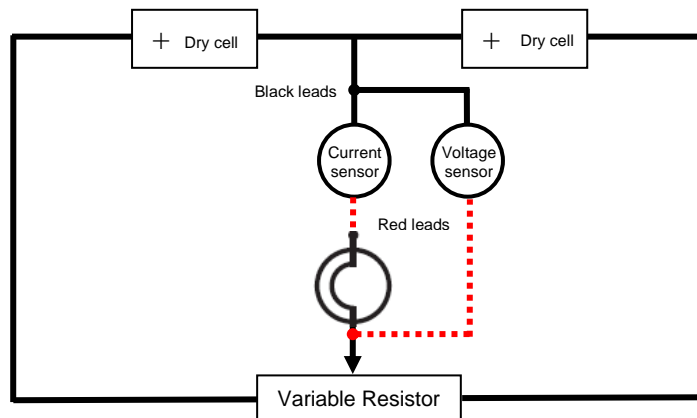 + Dry cell
+ Dry cell
Black leads
Current
sensor
Voltage
sensor
Red leads
Variable Resistor